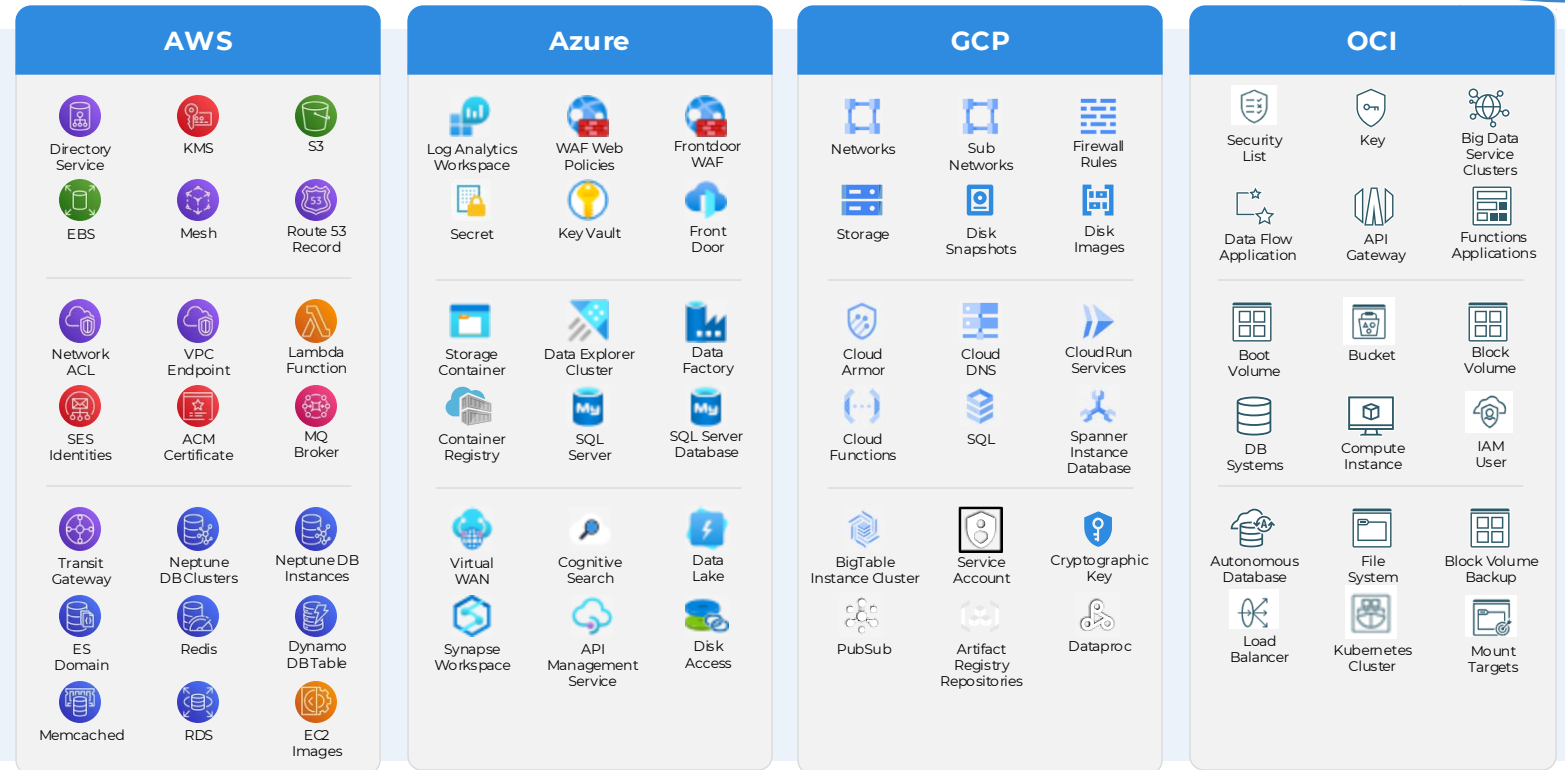 AWS
Directory
Service
KMS
S3
EBS
Mesh
Route 53
Record
Network
ACL
VPC
Endpoint
Lambda
Function
SES
Identities
ACM
Certificate
MQ
Broker
Transit
Gateway
Neptune
DB Clusters
Neptune DB
Instances
ES
Domain
Redis
Dynamo
DB Table
Memcached
RDS
EC2
Images
Azure
Log Analytics
Workspace
WAF Web
Policies
Frontdoor
WAF
Secret
Key Vault
Front
Door
Storage
Container
Data Explorer
Cluster
Data
Factory
Container
Registry
My
SQL
Server
My
SQL Server
Database
Virtual
WAN
Cognitive
Search
Data
Lake
Synapse
Workspace
API
Management
Service
Disk
Access
GCP
Networks
Sub
Networks
Firewall
Rules
Storage
Disk
Snapshots
Disk
Images
Cloud
Armor
Cloud
DNS
Cloud Run
Services
Cloud
Functions
SQL
Spanner
Instance
Database
BigTable
Instance Cluster
Service
Account
Cryptographic
Key
PubSub
Artifact
Registry
Repositories
Dataproc
OCI
Security
List
Key
Big Data
Service
Clusters
Data Flow
Application
API
Gateway
Functions
Applications
Boot
Volume
Bucket
Block
Volume
DB
Systems
Compute
Instance
IAM
User
A
Autonomous
Database
File
System
Block Volume
Backup
Load
Balancer
Kubernetes
Cluster
Mount
Targets